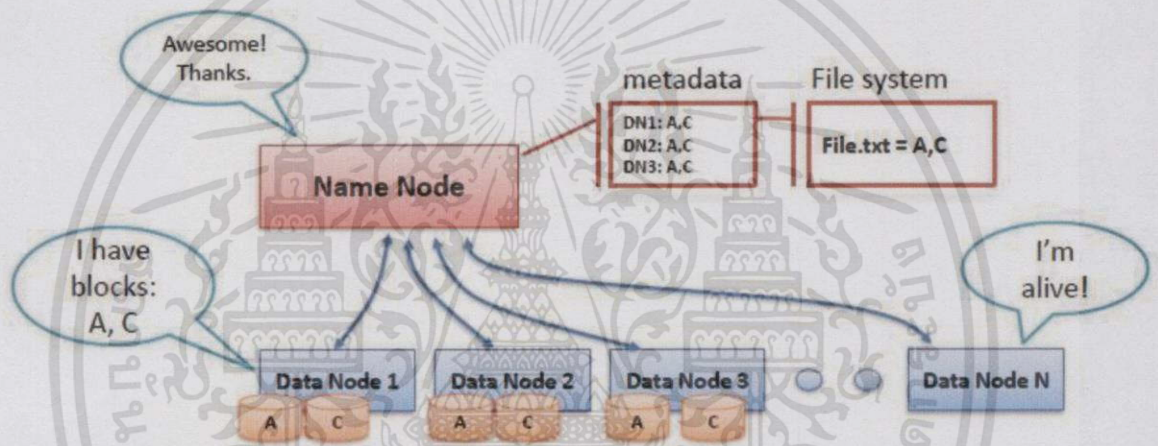 Awesome!
Thanks.
metadata
File system
DN1: A,C
DN2: A,C
DN3: A,C
File.txt = A,C
Name Node
I have
blocks:
A, C
I'm
alive!
Data Node 1
Data Node 2
Data Node 3
Data Node N
A
C
A
C
A
C